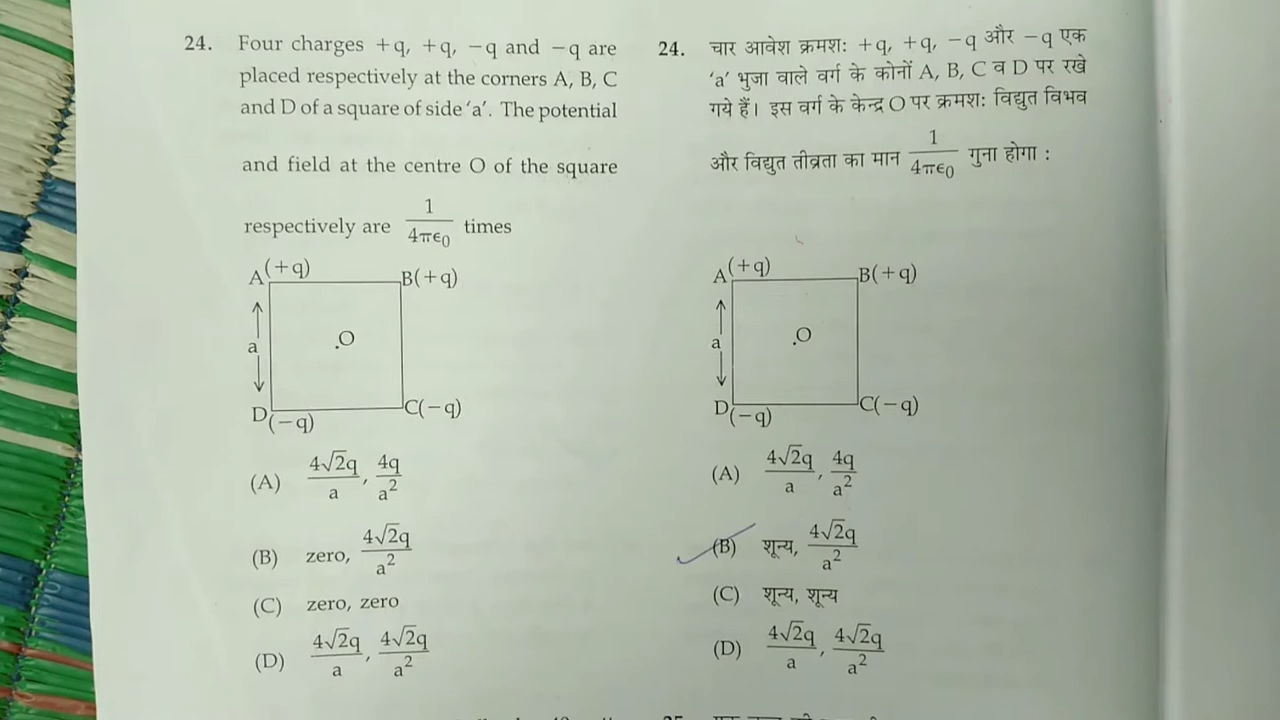 24. Four charges +q, +q, −q and −q are
placed respectively at the corners A, B, C
and D of a square of side 'a'. The potential
and field at the centre O of the square
respectively are 1/4πϵ₀ times
A(+q) B(+q)
a .O
D(−q) C(−q)
(A) 4√2q/a, 4q/a²
(B) zero, 4√2q/a²
(C) zero, zero
(D) 4√2q/a, 4√2q/a²
24. चार आवेश क्रमशः +q, +q, −q और −q एक
'a' भुजा वाले वर्ग के कोनों A, B, C व D पर रखे
गये हैं। इस वर्ग के केन्द्र O पर क्रमशः विद्युत विभव
और विद्युत तीव्रता का मान 1/4πϵ₀ गुना होगा :
A(+q) B(+q)
a .O
D(−q) C(−q)
(A) 4√2q/a, 4q/a²
(B) शून्य, 4√2q/a²
(C) शून्य, शून्य
(D) 4√2q/a, 4√2q/a²